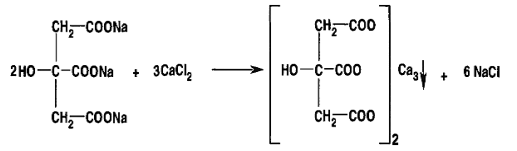 CH₂—COONa
2HO—C—COONa + 3CaCl₂
CH₂—COONa
CH₂—COO
HO—C—COO
CH₂—COO
2
Ca₃↓ + 6 NaCl